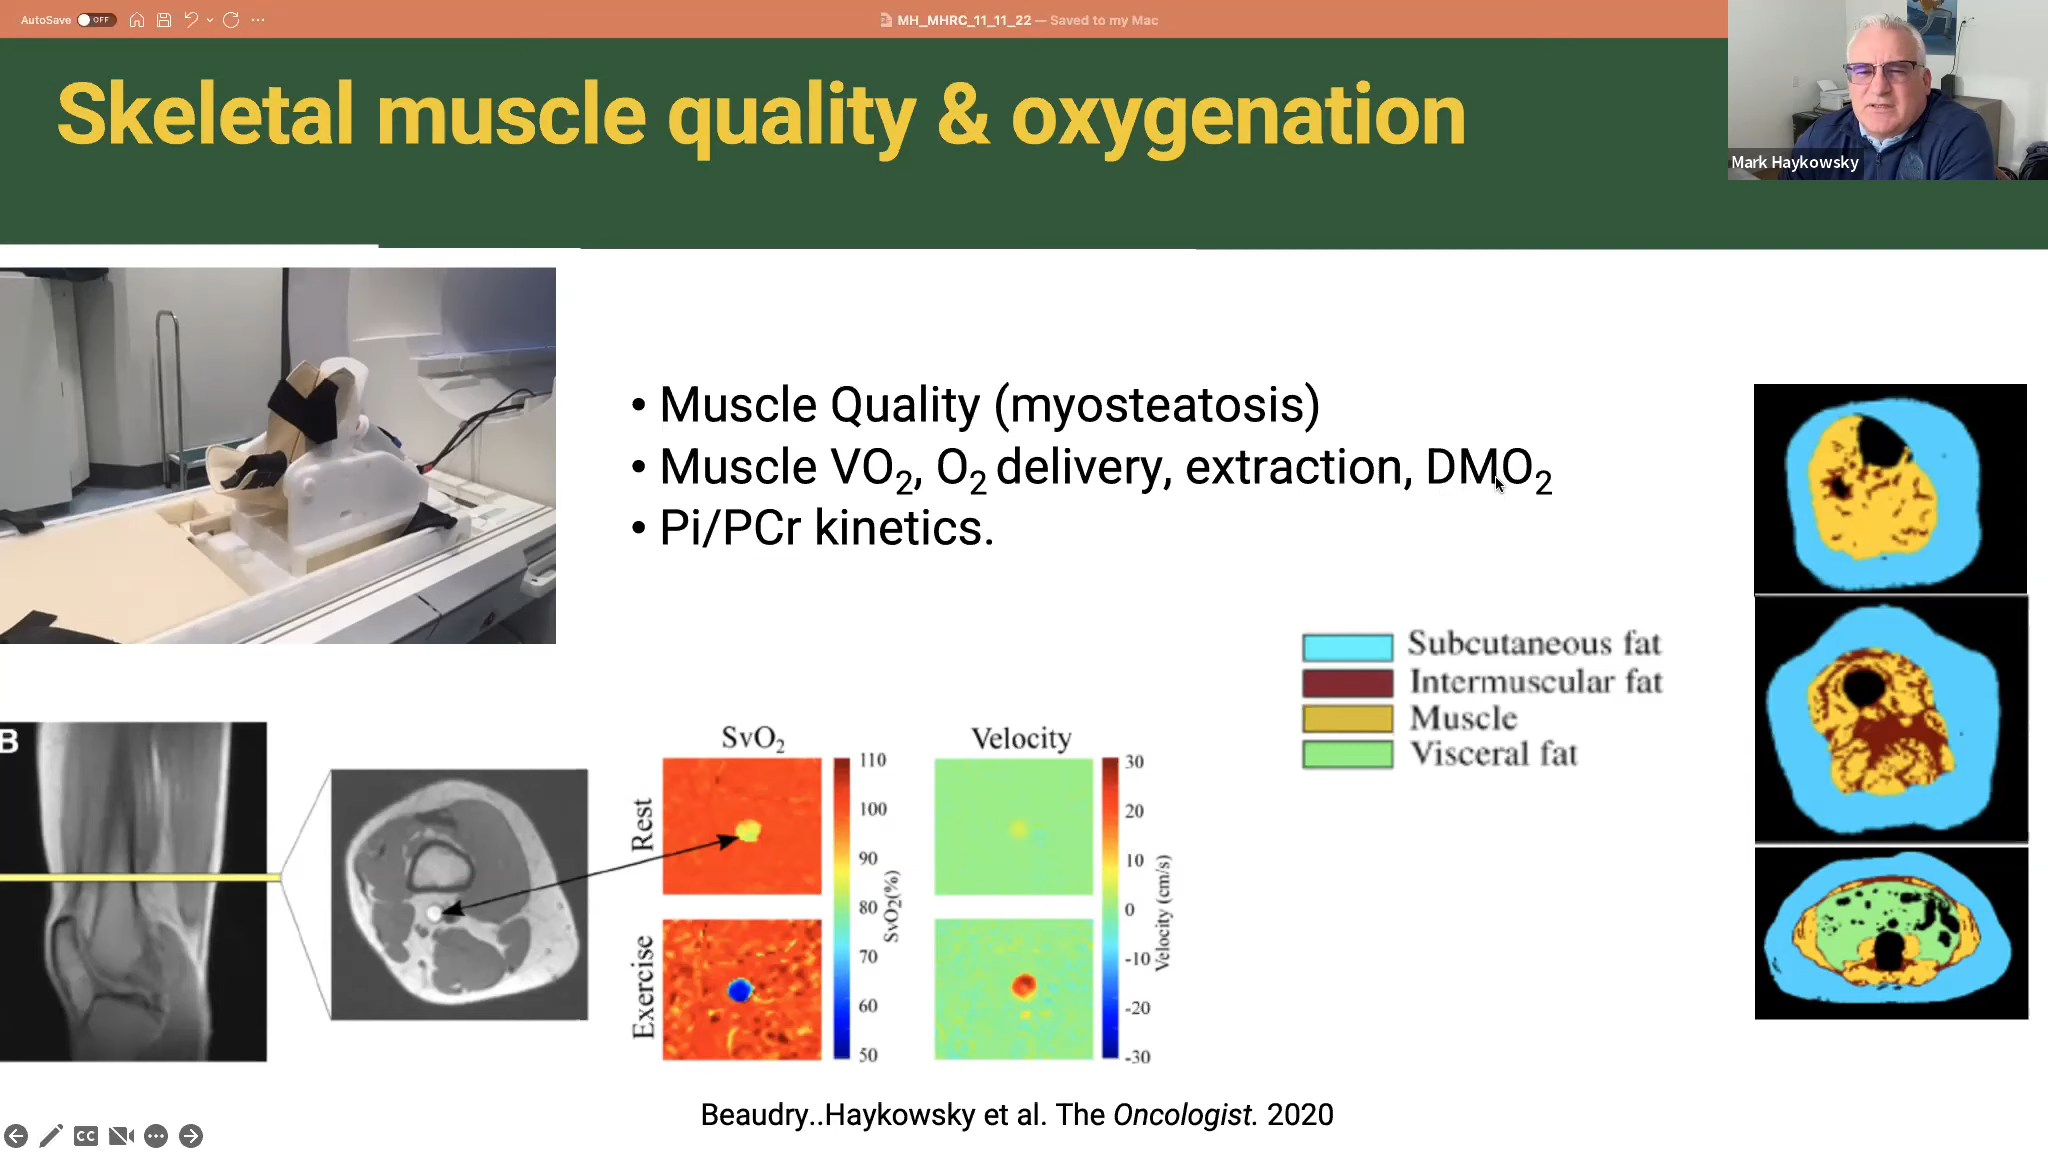 AutoSave OFF
MH_MHRC_11_11_22 — Saved to my Mac
Skeletal muscle quality & oxygenation
Mark Haykowsky
• Muscle Quality (myosteatosis)
• Muscle VO₂, O₂ delivery, extraction, DMO₂
• Pi/PCr kinetics.
Subcutaneous fat
Intermuscular fat
Muscle
Visceral fat
B
SvO₂
Velocity
Rest
Exercise
110
100
90
80
70
60
50
SvO₂(%)
30
20
10
0
-10
-20
-30
Velocity (cm/s)
Beaudry..Haykowsky et al. The Oncologist. 2020
CC